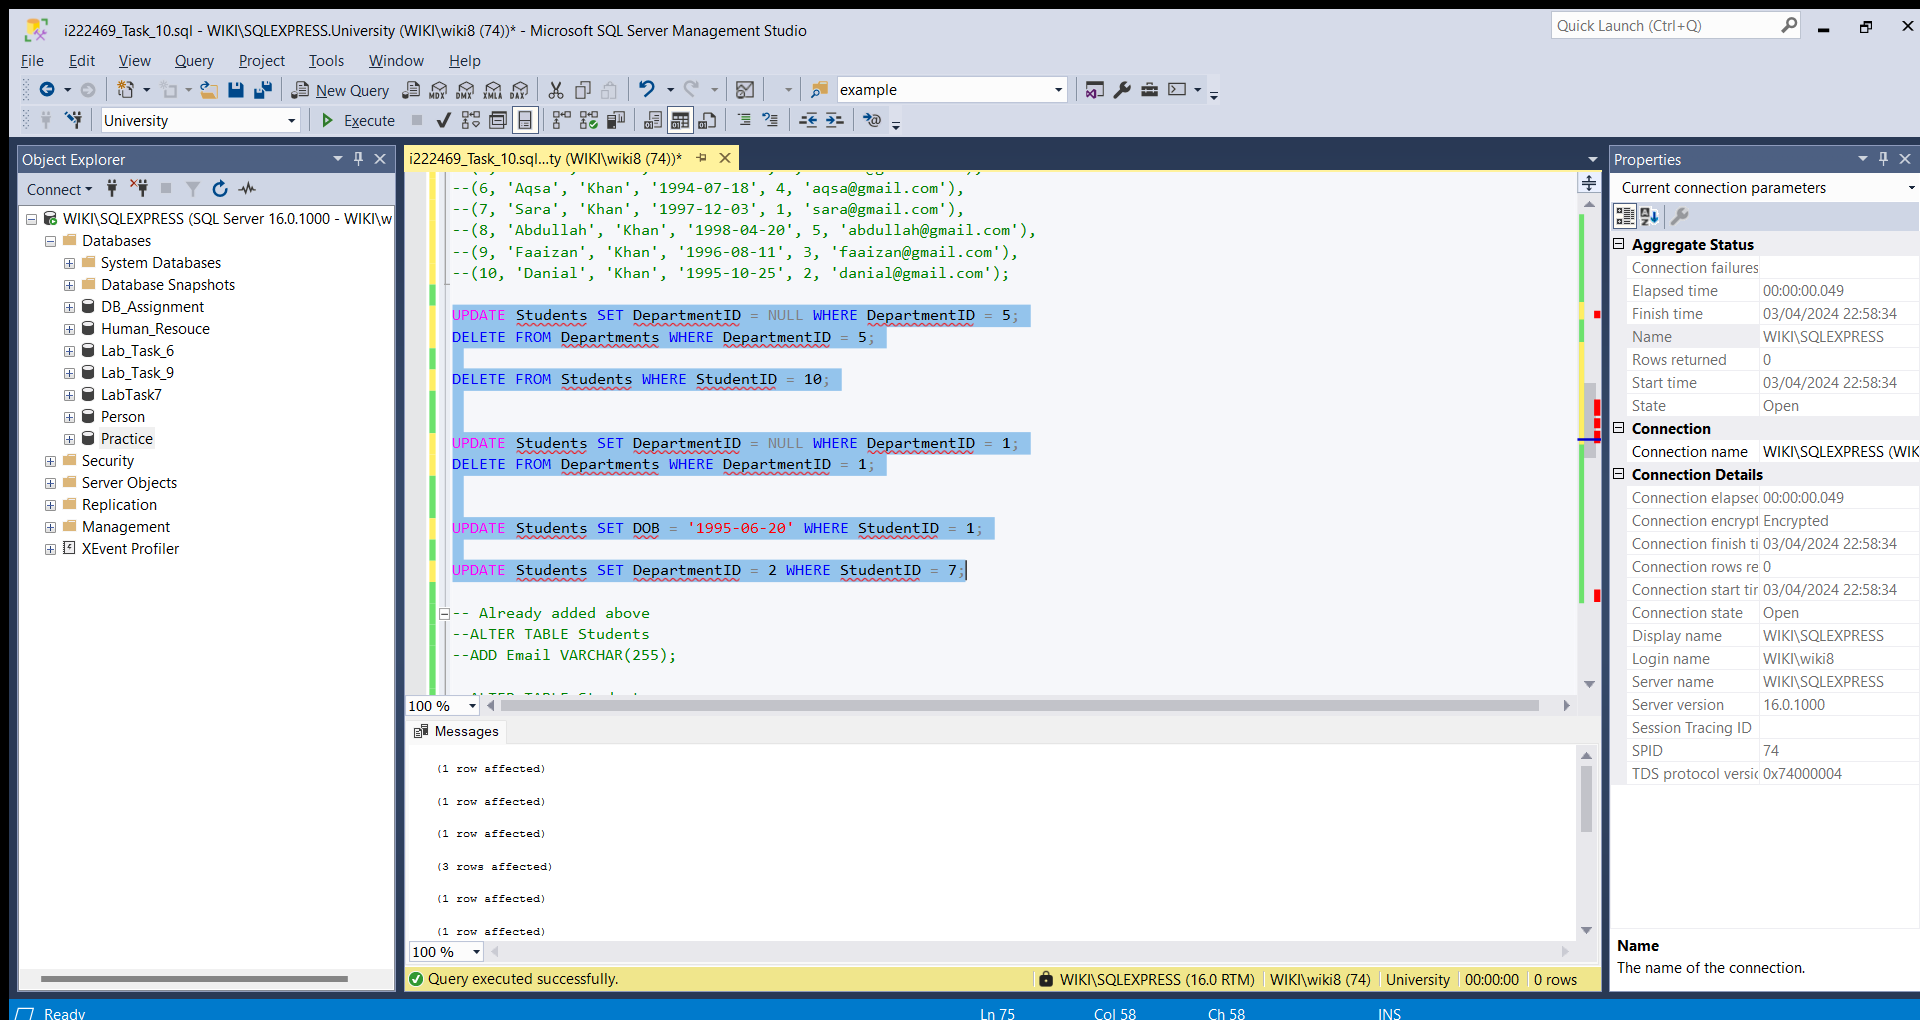 i222469_Task_10.sql - WIKI\SQLEXPRESS.University (WIKI\wiki8 (74))* - Microsoft SQL Server Management Studio
Quick Launch (Ctrl+Q)
File Edit View Query Project Tools Window Help
New Query
MDX DMX XMLA DAX
example
University
Execute
Object Explorer
Connect
WIKI\SQLEXPRESS (SQL Server 16.0.1000 - WIKI\w
Databases
System Databases
Database Snapshots
DB_Assignment
Human_Resouce
Lab_Task_6
Lab_Task_9
LabTask7
Person
Practice
Security
Server Objects
Replication
Management
XEvent Profiler
i222469_Task_10.sql...ty (WIKI\wiki8 (74))*
--(6, 'Aqsa', 'Khan', '1994-07-18', 4, 'aqsa@gmail.com'),
--(7, 'Sara', 'Khan', '1997-12-03', 1, 'sara@gmail.com'),
--(8, 'Abdullah', 'Khan', '1998-04-20', 5, 'abdullah@gmail.com'),
--(9, 'Faaizan', 'Khan', '1996-08-11', 3, 'faaizan@gmail.com'),
--(10, 'Danial', 'Khan', '1995-10-25', 2, 'danial@gmail.com');
UPDATE Students SET DepartmentID = NULL WHERE DepartmentID = 5;
DELETE FROM Departments WHERE DepartmentID = 5;
DELETE FROM Students WHERE StudentID = 10;
UPDATE Students SET DepartmentID = NULL WHERE DepartmentID = 1;
DELETE FROM Departments WHERE DepartmentID = 1;
UPDATE Students SET DOB = '1995-06-20' WHERE StudentID = 1;
UPDATE Students SET DepartmentID = 2 WHERE StudentID = 7;
-- Already added above
--ALTER TABLE Students
--ADD Email VARCHAR(255);
100 %
Messages
(1 row affected)
(1 row affected)
(1 row affected)
(3 rows affected)
(1 row affected)
(1 row affected)
100 %
Query executed successfully.
WIKI\SQLEXPRESS (16.0 RTM) WIKI\wiki8 (74) University 00:00:00 0 rows
Properties
Current connection parameters
Aggregate Status
Connection failures
Elapsed time 00:00:00.049
Finish time 03/04/2024 22:58:34
Name WIKI\SQLEXPRESS
Rows returned 0
Start time 03/04/2024 22:58:34
State Open
Connection
Connection name WIKI\SQLEXPRESS (WIK
Connection Details
Connection elapsec 00:00:00.049
Connection encrypt Encrypted
Connection finish ti 03/04/2024 22:58:34
Connection rows re 0
Connection start tir 03/04/2024 22:58:34
Connection state Open
Display name WIKI\SQLEXPRESS
Login name WIKI\wiki8
Server name WIKI\SQLEXPRESS
Server version 16.0.1000
Session Tracing ID
SPID 74
TDS protocol versic 0x74000004
Name
The name of the connection.
Ready
Ln 75 Col 58 Ch 58 INS